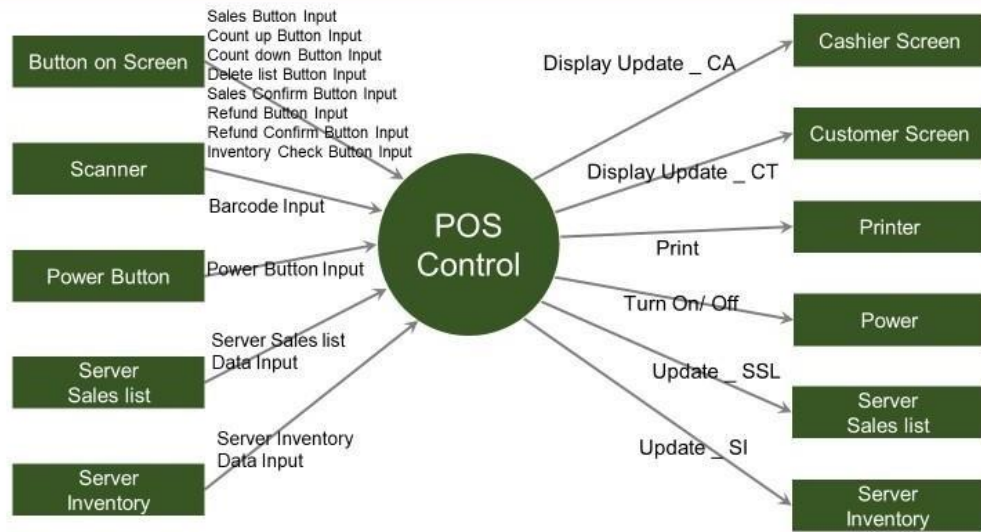 Sales Button Input
Count up Button Input
Count down Button Input
Delete list Button Input
Sales Confirm Button Input
Refund Button Input
Refund Confirm Button Input
Inventory Check Button Input
Button on Screen
Scanner
Barcode Input
Power Button
Power Button Input
Server
Sales list
Server Sales list
Data Input
Server
Inventory
Server Inventory
Data Input
POS
Control
Display Update _ CA
Cashier Screen
Display Update _ CT
Customer Screen
Print
Printer
Turn On/ Off
Power
Update _ SSL
Server
Sales list
Update _ SI
Server
Inventory